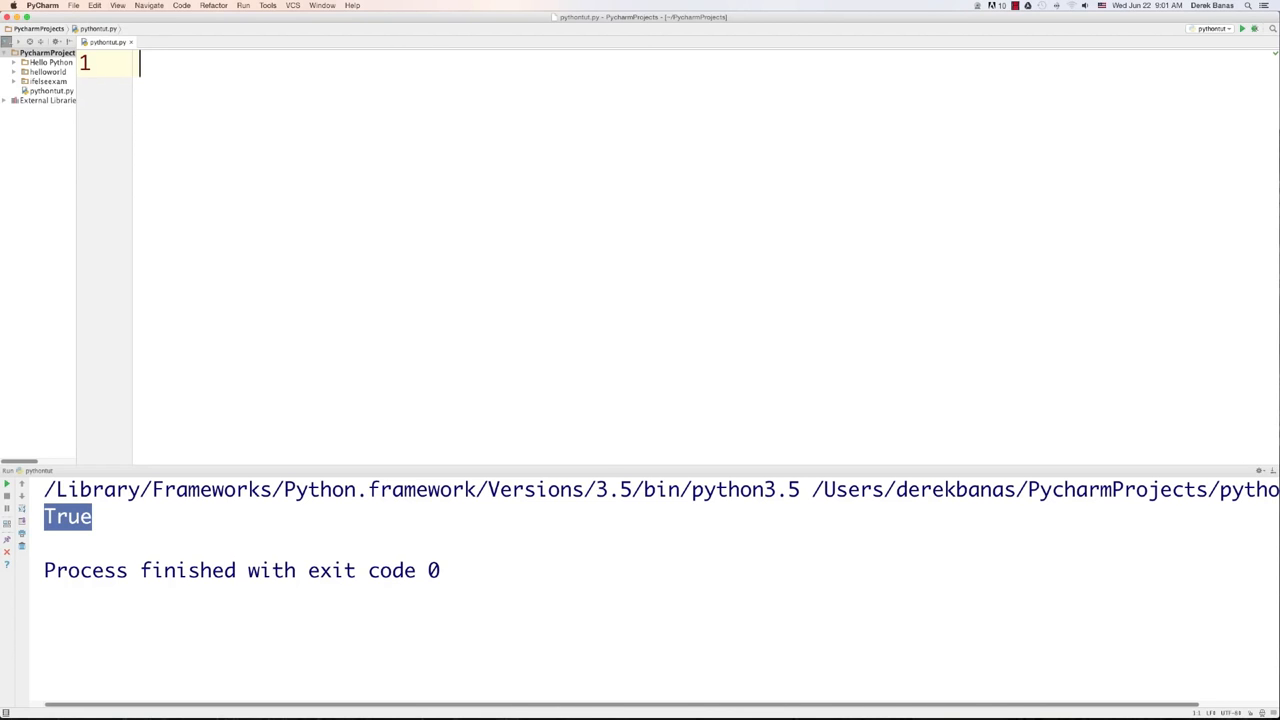 PyCharm File Edit View Navigate Code Refactor Run Tools VCS Window Help 10 Wed Jun 22 9:01 AM Derek Banas
pythontut.py - PycharmProjects - [~/PycharmProjects]
PycharmProjects pythontut.py pythontut
pythontut.py
PycharmProject
Hello Python
helloworld
ifelseexam
pythontut.py
External Librarie
1
Run pythontut
/Library/Frameworks/Python.framework/Versions/3.5/bin/python3.5 /Users/derekbanas/PycharmProjects/pytho
True
Process finished with exit code 0
1:1 LF UTF-8